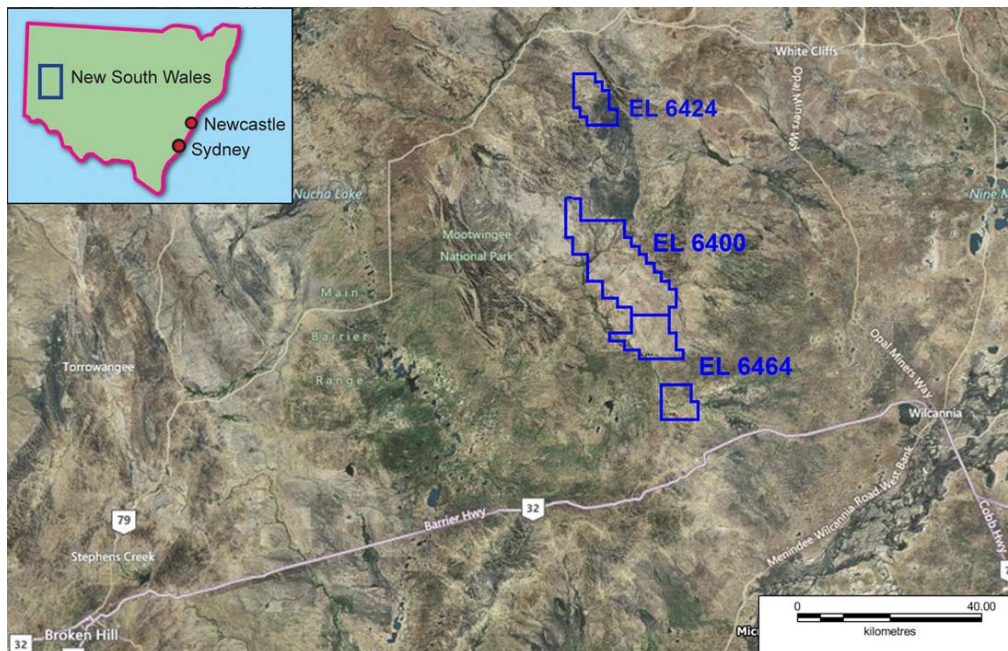 New South Wales
Newcastle
Sydney
White Cliffs
Opal Miners Way
EL 6424
Nucha Lake
Mootwingee
National Park
EL 6400
Main
Barrier
Range
Torrowangee
EL 6464
Opal Miners Way
Wilcannia
79
32
Barrier Hwy
Menindee Wilcannia Road West Bank
Cobb Hwy
Stephens Creek
Broken Hill
32
0
40.00
kilometres